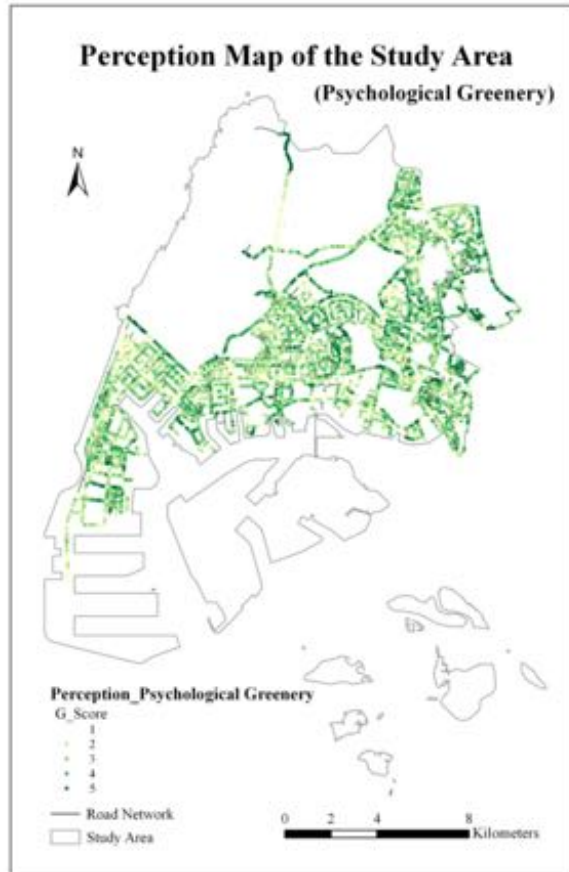 Perception Map of the Study Area
(Psychological Greenery)
N
Perception_Psychological Greenery
G_Score
1
2
3
4
5
Road Network
Study Area
0 2 4 8
Kilometers